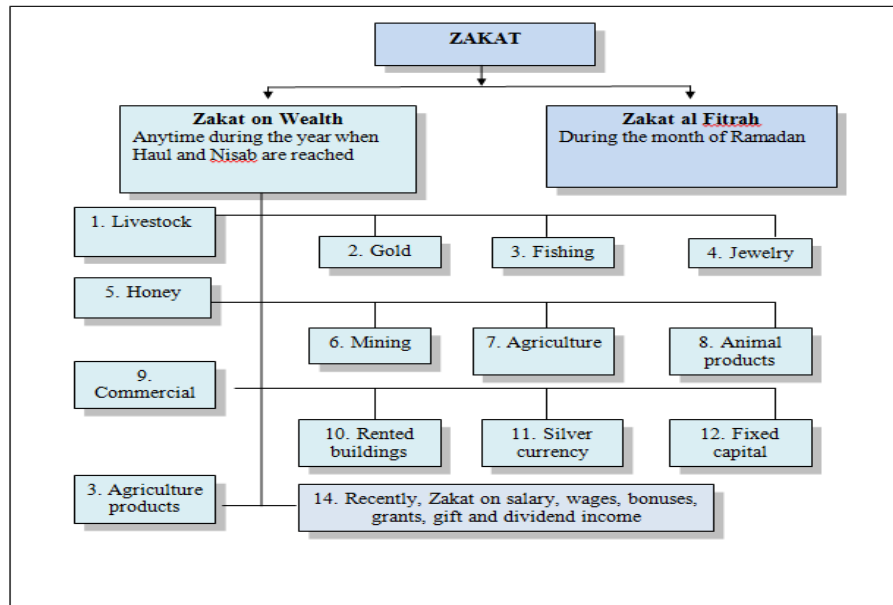 ZAKAT
Zakat on Wealth
Anytime during the year when
Haul and Nisab are reached
Zakat al Fitrah
During the month of Ramadan
1. Livestock
2. Gold
3. Fishing
4. Jewelry
5. Honey
6. Mining
7. Agriculture
8. Animal
products
9.
Commercial
10. Rented
buildings
11. Silver
currency
12. Fixed
capital
3. Agriculture
products
14. Recently, Zakat on salary, wages, bonuses,
grants, gift and dividend income